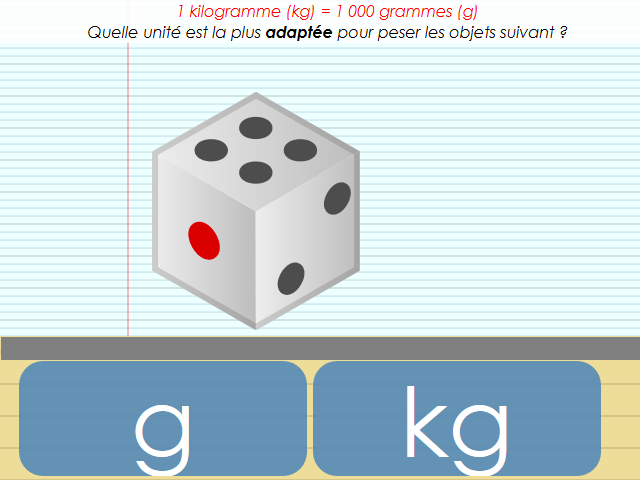 1 kilogramme (kg) = 1 000 grammes (g)
Quelle unité est la plus adaptée pour peser les objets suivant ?
g
kg